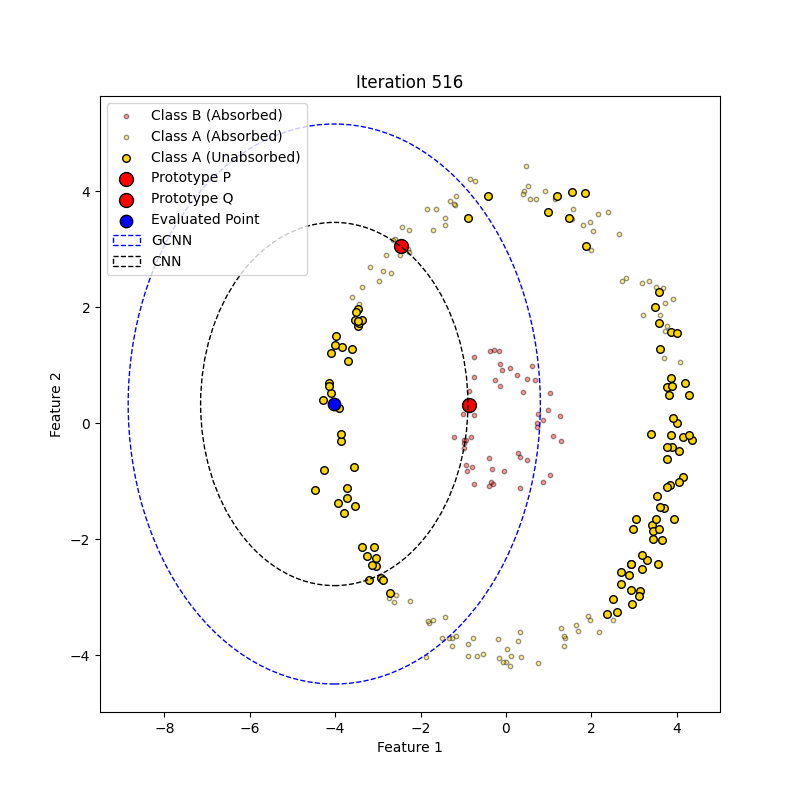 Iteration 516
Class B (Absorbed)
Class A (Absorbed)
Class A (Unabsorbed)
Prototype P
Prototype Q
Evaluated Point
GCNN
CNN
4
2
0
−2
−4
Feature 2
−8
−6
−4
−2
0
2
4
Feature 1